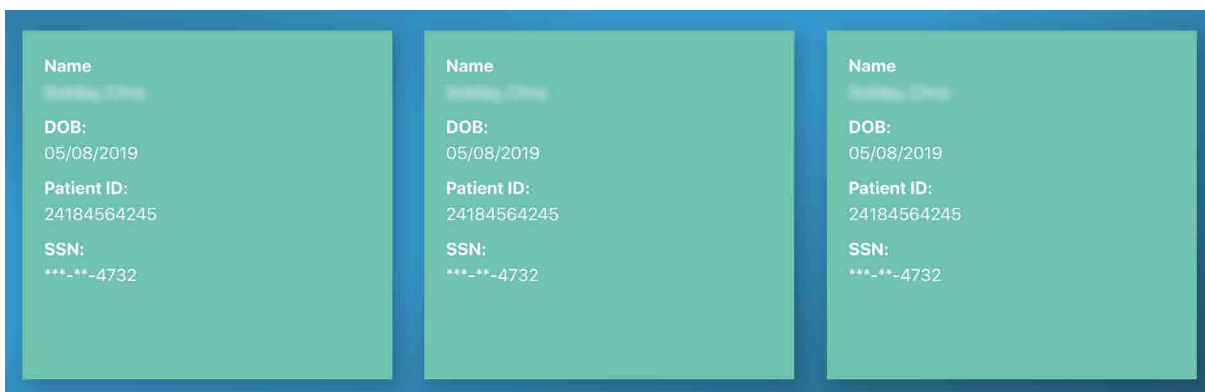 Name
DOB:
05/08/2019
Patient ID:
24184564245
SSN:
***-**-4732
Name
DOB:
05/08/2019
Patient ID:
24184564245
SSN:
***-**-4732
Name
DOB:
05/08/2019
Patient ID:
24184564245
SSN:
***-**-4732